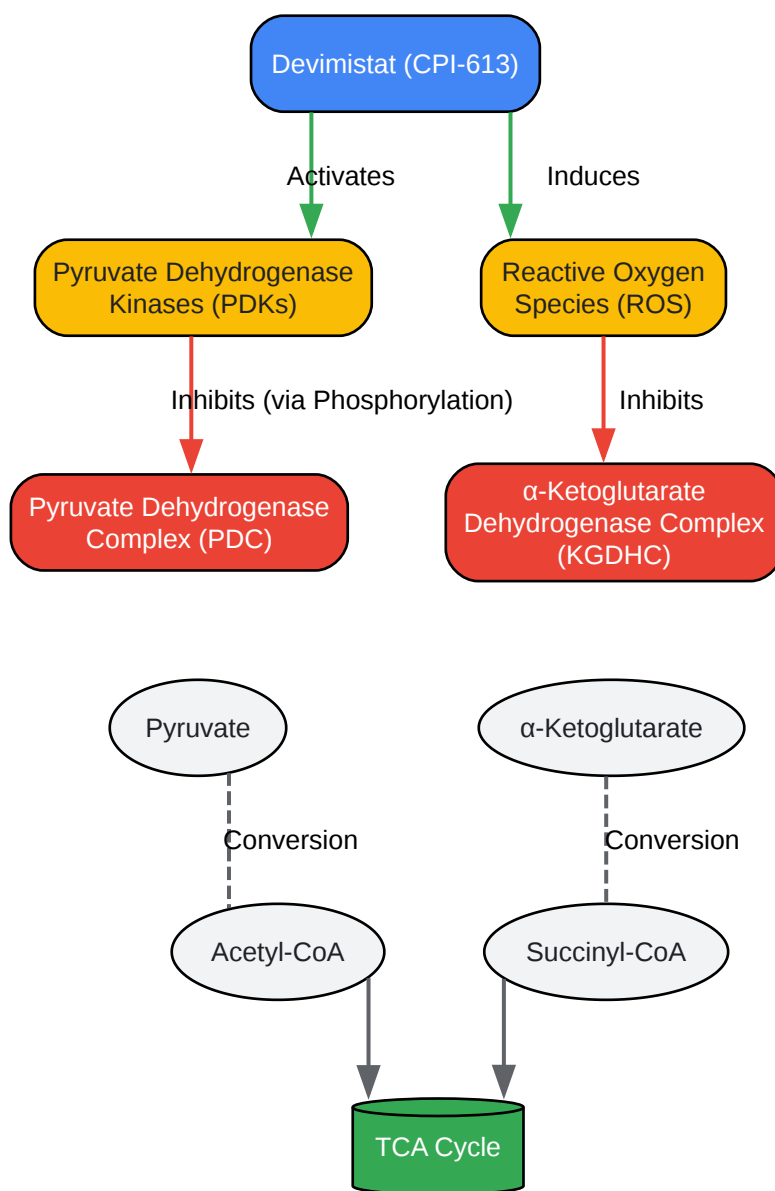 Devimistat (CPI-613)
Activates
Induces
Pyruvate Dehydrogenase
Kinases (PDKs)
Reactive Oxygen
Species (ROS)
Inhibits (via Phosphorylation)
Inhibits
Pyruvate Dehydrogenase
Complex (PDC)
α-Ketoglutarate
Dehydrogenase Complex
(KGDHC)
Pyruvate
α-Ketoglutarate
Conversion
Conversion
Acetyl-CoA
Succinyl-CoA
TCA Cycle